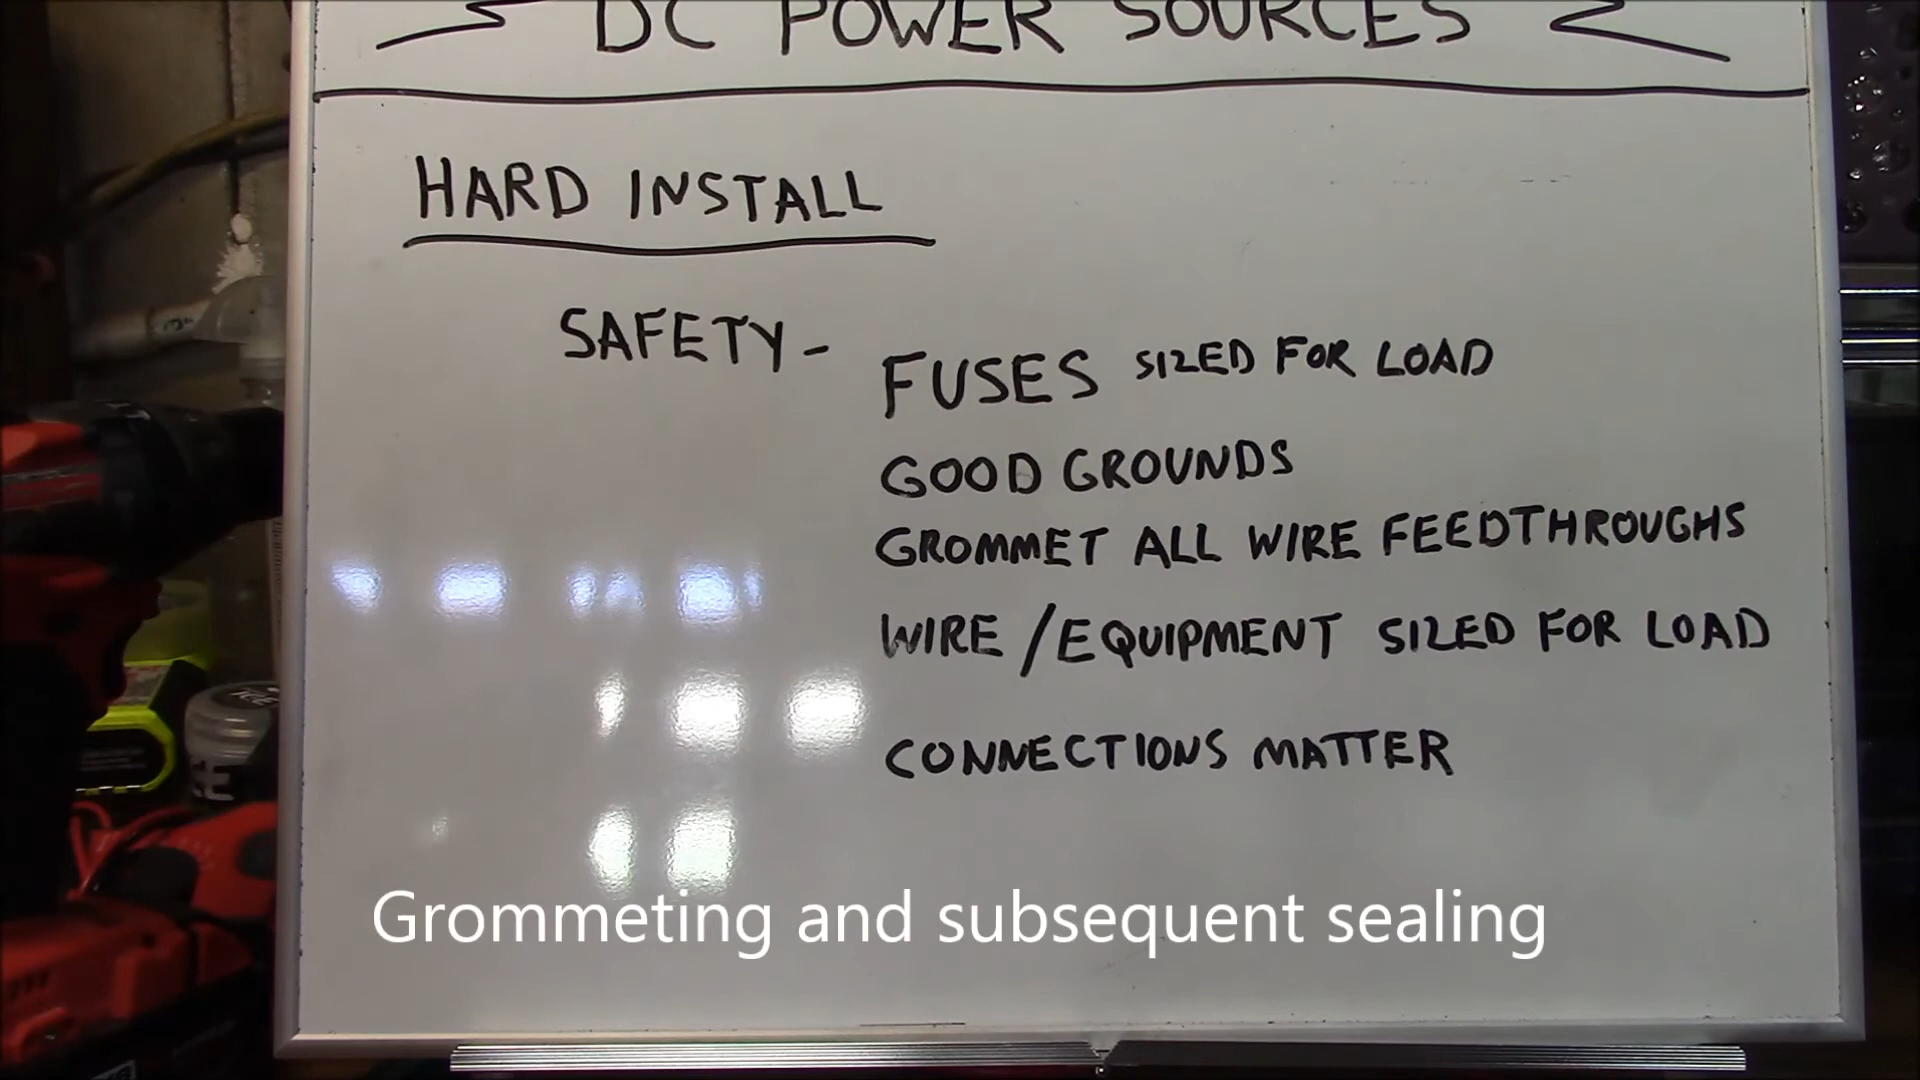 DC POWER SOURCES
HARD INSTALL
SAFETY - FUSES SIZED FOR LOAD
GOOD GROUNDS
GROMMET ALL WIRE FEEDTHROUGHS
WIRE / EQUIPMENT SIZED FOR LOAD
CONNECTIONS MATTER
Grommeting and subsequent sealing